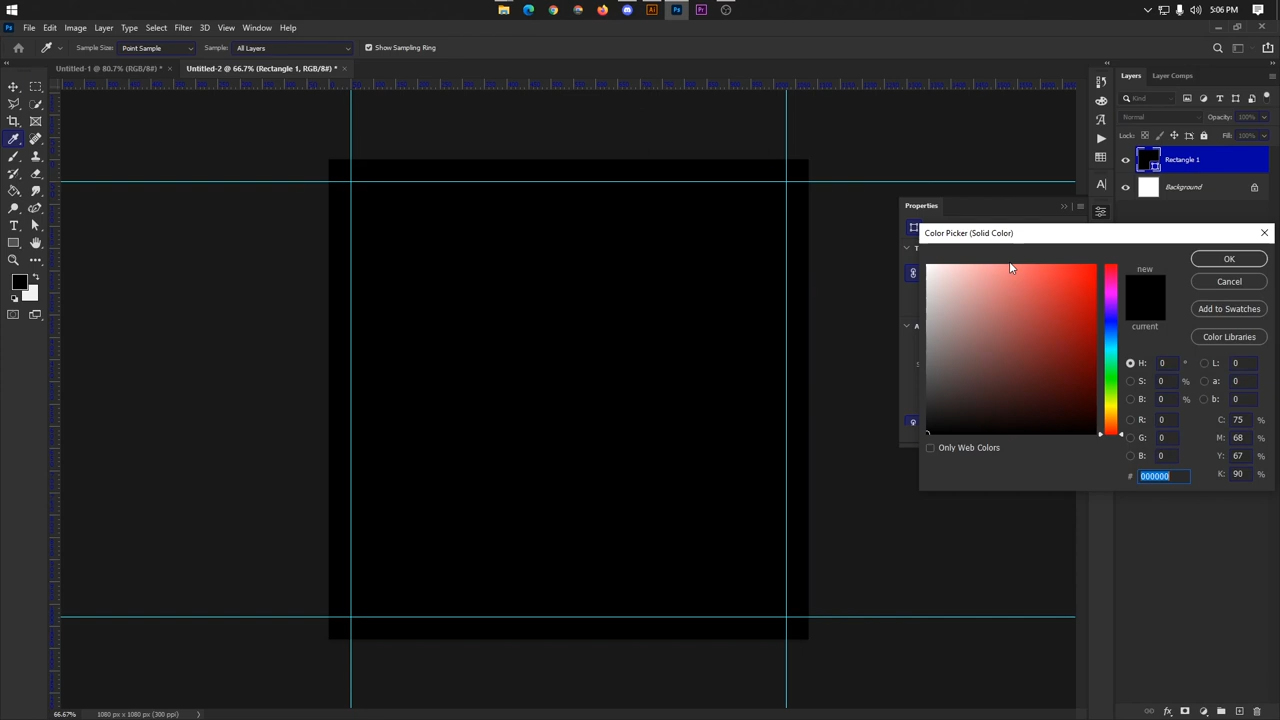 5:06 PM
Ps File Edit Image Layer Type Select Filter 3D View Window Help
Sample Size: Point Sample Sample: All Layers Show Sampling Ring
Untitled-1 @ 80.7% (RGB/8#) * × Untitled-2 @ 66.7% (Rectangle 1, RGB/8#) * ×
Layers Layer Comps
Kind
Normal Opacity: 100%
Lock: Fill: 100%
Rectangle 1
Background
Properties
Color Picker (Solid Color)
OK
new
Cancel
Add to Swatches
current
Color Libraries
H: 0 ° L: 0
S: 0 % a: 0
B: 0 % b: 0
R: 0 C: 75 %
G: 0 M: 68 %
B: 0 Y: 67 %
# 000000 K: 90 %
Only Web Colors
66.67% 1080 px x 1080 px (300 ppi)